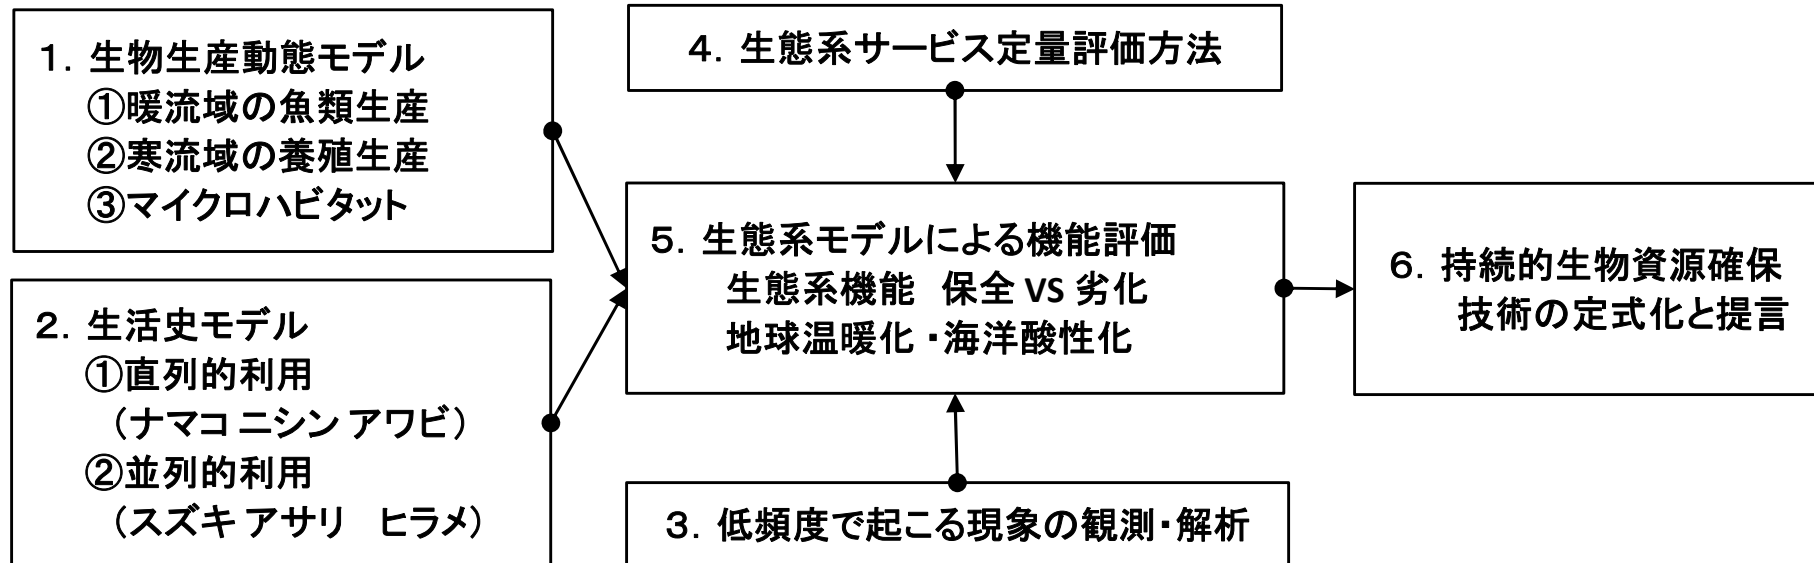 1. 生物生産動態モデル
①暖流域の魚類生産
②寒流域の養殖生産
③マイクロハビタット
2. 生活史モデル
①直列的利用
（ナマコ ニシン アワビ）
②並列的利用
（スズキ アサリ　ヒラメ）
4. 生態系サービス定量評価方法
5. 生態系モデルによる機能評価
生態系機能　保全 VS 劣化
地球温暖化・海洋酸性化
3. 低頻度で起こる現象の観測・解析
6. 持続的生物資源確保
技術の定式化と提言